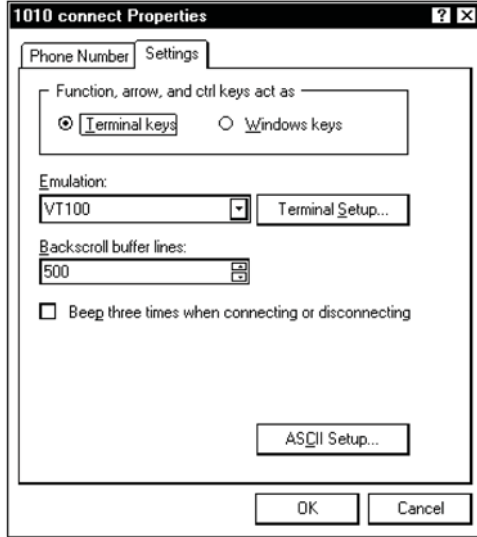 1010 connect Properties
Phone Number Settings
Function, arrow, and ctrl keys act as
Terminal keys Windows keys
Emulation:
VT100 Terminal Setup...
Backscroll buffer lines:
500
Beep three times when connecting or disconnecting
ASCII Setup...
OK Cancel